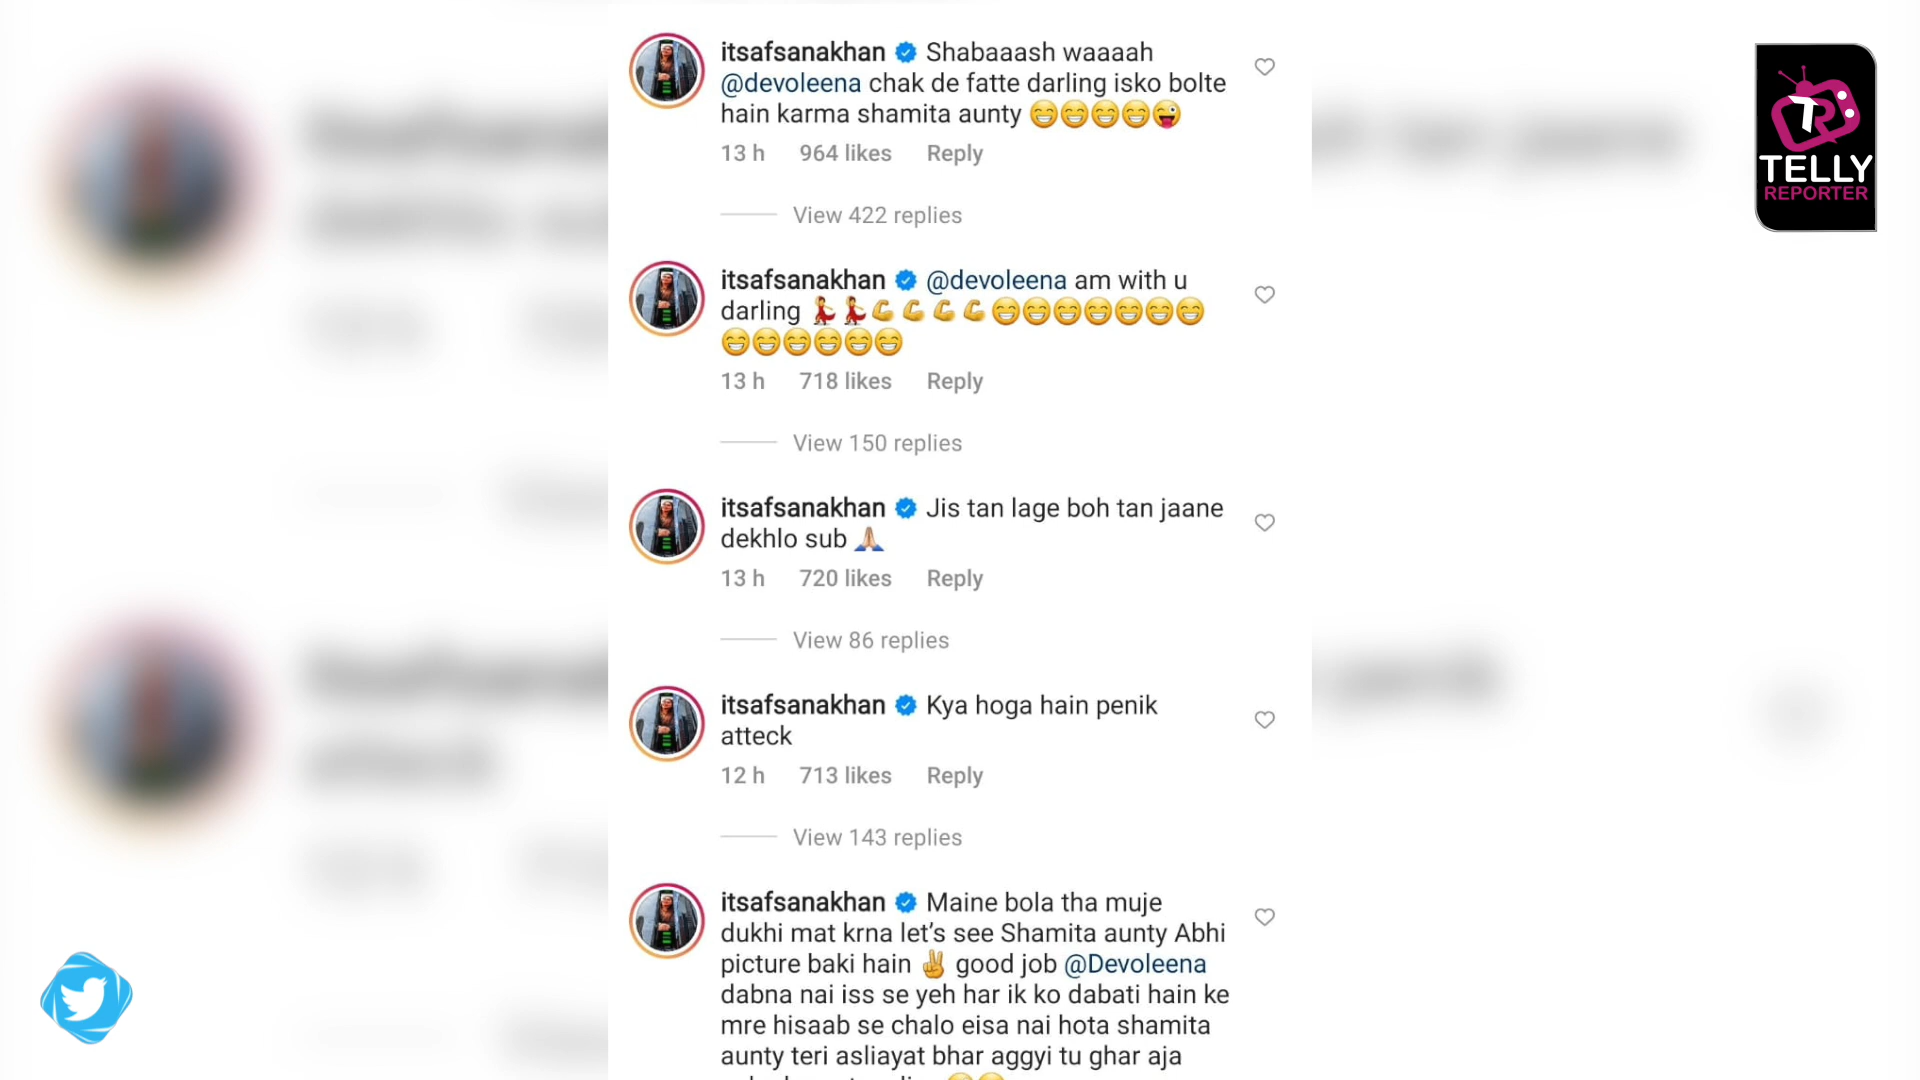 itsafsanakhan Shabaaash waaaah
@devoleena chak de fatte darling isko bolte
hain karma shamita aunty 😁😁😁😁😜
13 h 964 likes Reply
View 422 replies
itsafsanakhan @devoleena am with u
darling 💃💃💪💪💪💪😁😁😁😁😁😁😁
😁😁😁😁😁😁
13 h 718 likes Reply
View 150 replies
itsafsanakhan Jis tan lage boh tan jaane
dekhlo sub 🙏🏼
13 h 720 likes Reply
View 86 replies
itsafsanakhan Kya hoga hain penik
atteck
12 h 713 likes Reply
View 143 replies
itsafsanakhan Maine bola tha muje
dukhi mat krna let's see Shamita aunty Abhi
picture baki hain ✌️ good job @Devoleena
dabna nai iss se yeh har ik ko dabati hain ke
mre hisaab se chalo eisa nai hota shamita
aunty teri asliayat bhar aggyi tu ghar aja
TR
TELLY
REPORTER